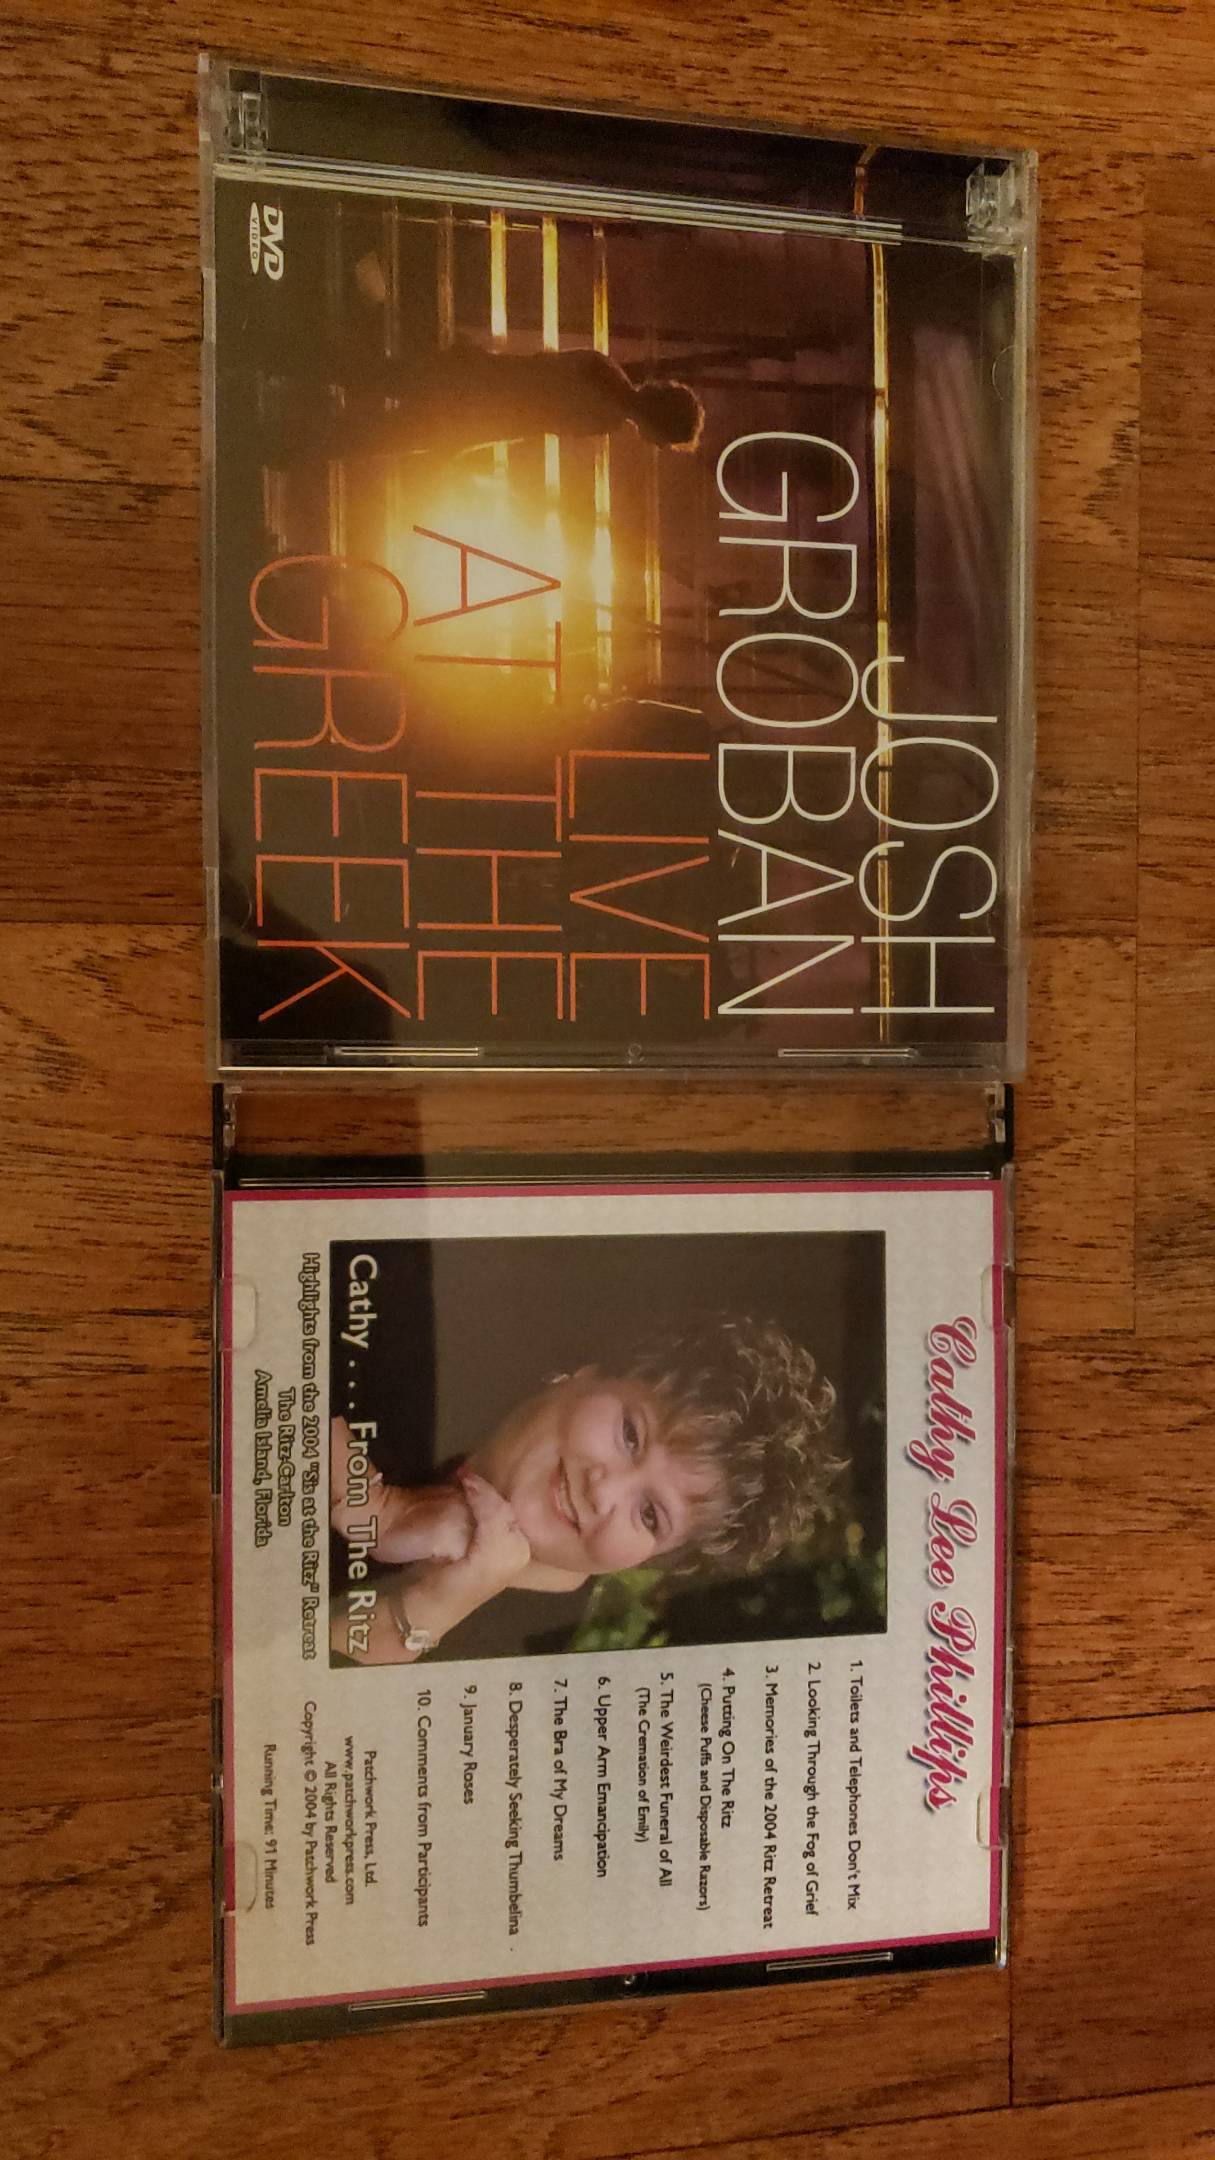 JOSH
GROBAN
LIVE
AT THE
GREEK
DVD
VIDEO
Cathy Lee Phillips
Cathy . . . From The Ritz
Highlights from the 2004 "Sis at the Ritz" Retreat
The Ritz-Carlton
Amelia Island, Florida
1. Toilets and Telephones Don't Mix
2. Looking Through the Fog of Grief
3. Memories of the 2004 Ritz Retreat
4. Putting On The Ritz
(Cheese Puffs and Disposable Razors)
5. The Weirdest Funeral of All
(The Cremation of Emily)
6. Upper Arm Emancipation
7. The Bra of My Dreams
8. Desperately Seeking Thumbelina
9. January Roses
10. Comments from Participants
Patchwork Press, Ltd.
www.patchworkpress.com
All Rights Reserved
Copyright © 2004 by Patchwork Press
Running Time: 91 Minutes